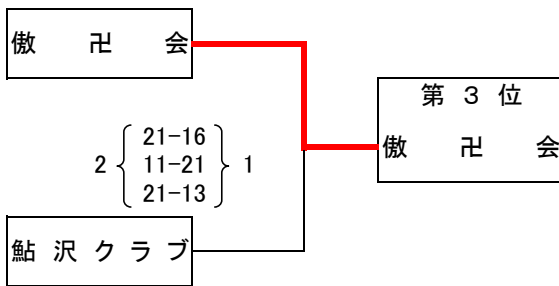 傲 卍 会
第 3 位
傲 卍 会
21-16
2 11-21 1
21-13
鮎 沢 ク ラ ブ